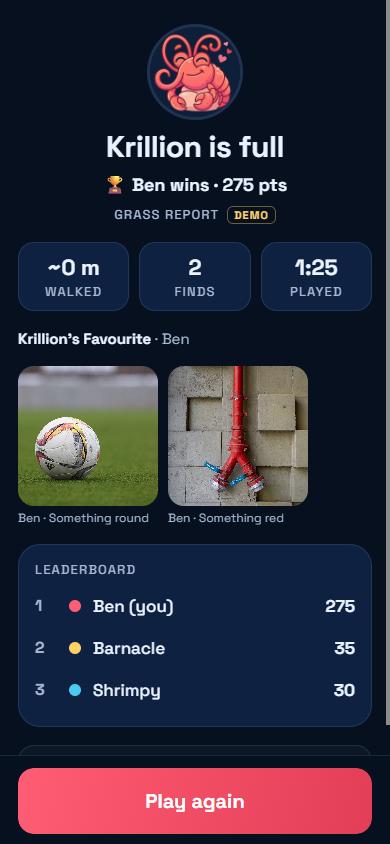 Krillion is full
🏆 Ben wins · 275 pts
GRASS REPORT DEMO
~0 m
WALKED
2
FINDS
1:25
PLAYED
Krillion's Favourite · Ben
Ben · Something round
Ben · Something red
LEADERBOARD
1 Ben (you) 275
2 Barnacle 35
3 Shrimpy 30
Play again